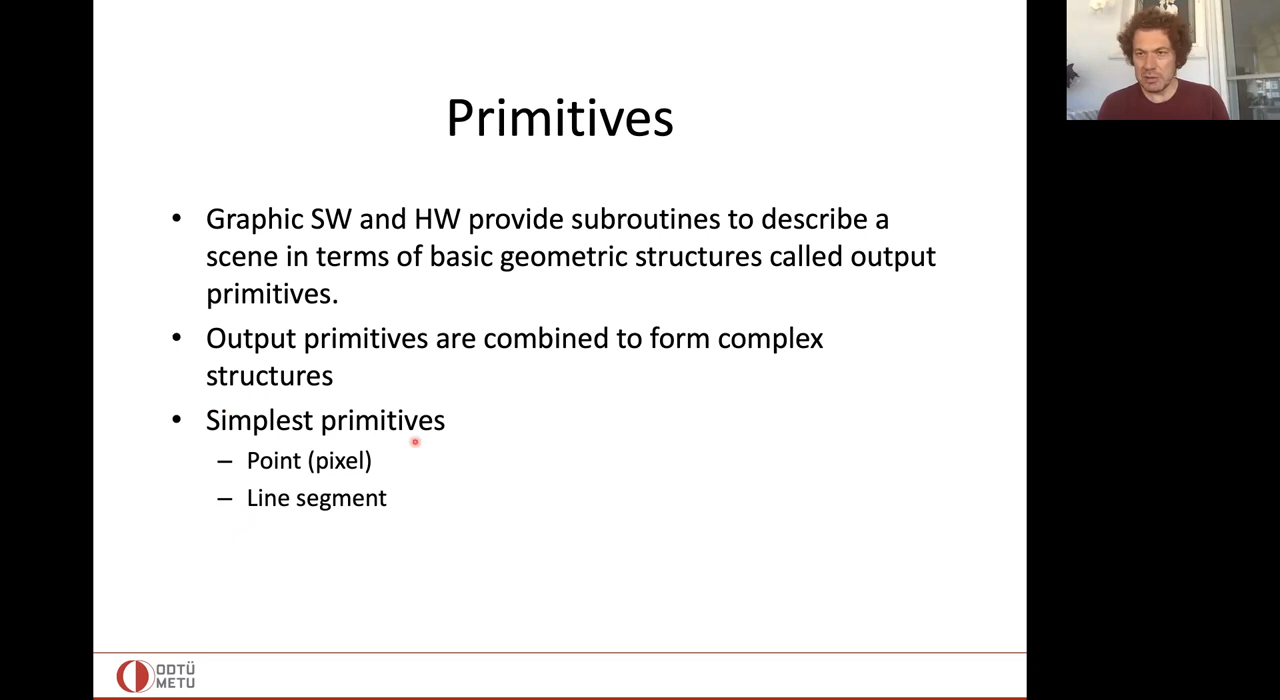 Primitives
• Graphic SW and HW provide subroutines to describe a
scene in terms of basic geometric structures called output
primitives.
• Output primitives are combined to form complex
structures
• Simplest primitives
– Point (pixel)
– Line segment
ODTÜ
METU